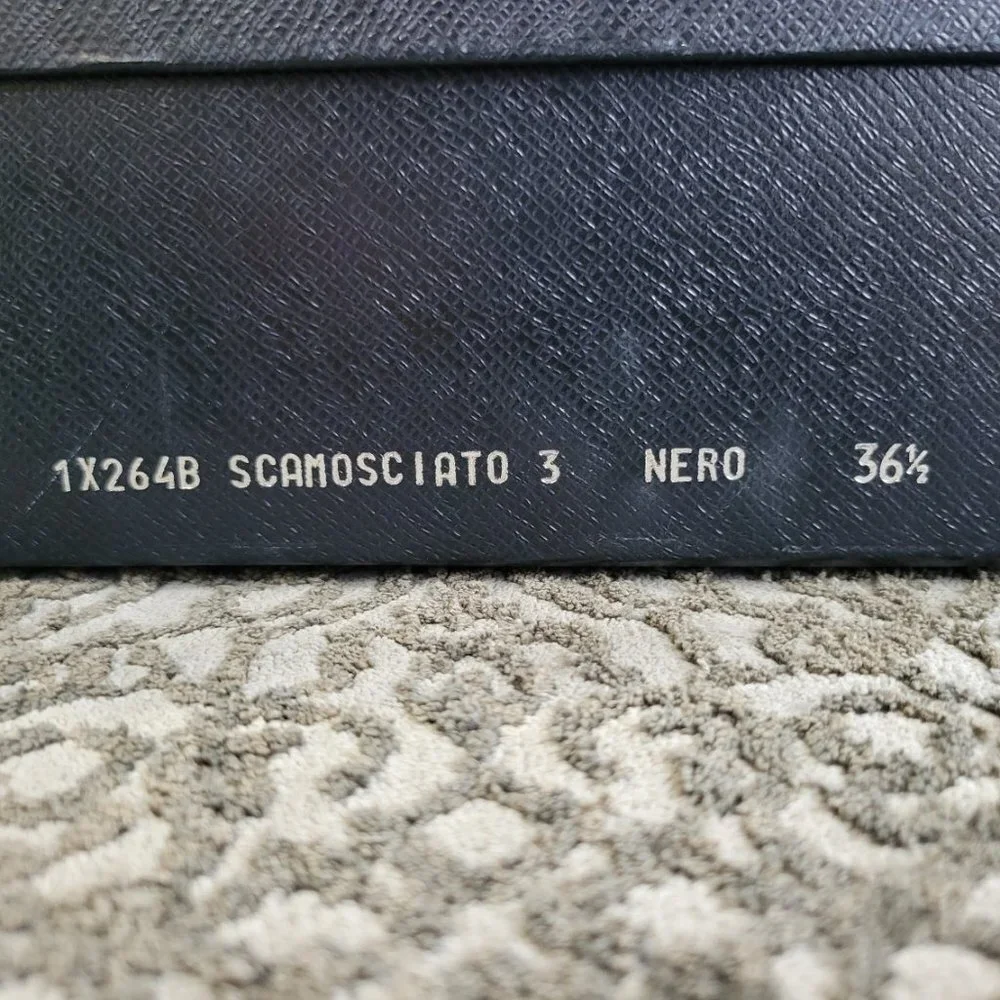 1X264B SCAMOSCIATO 3 NERO 36½